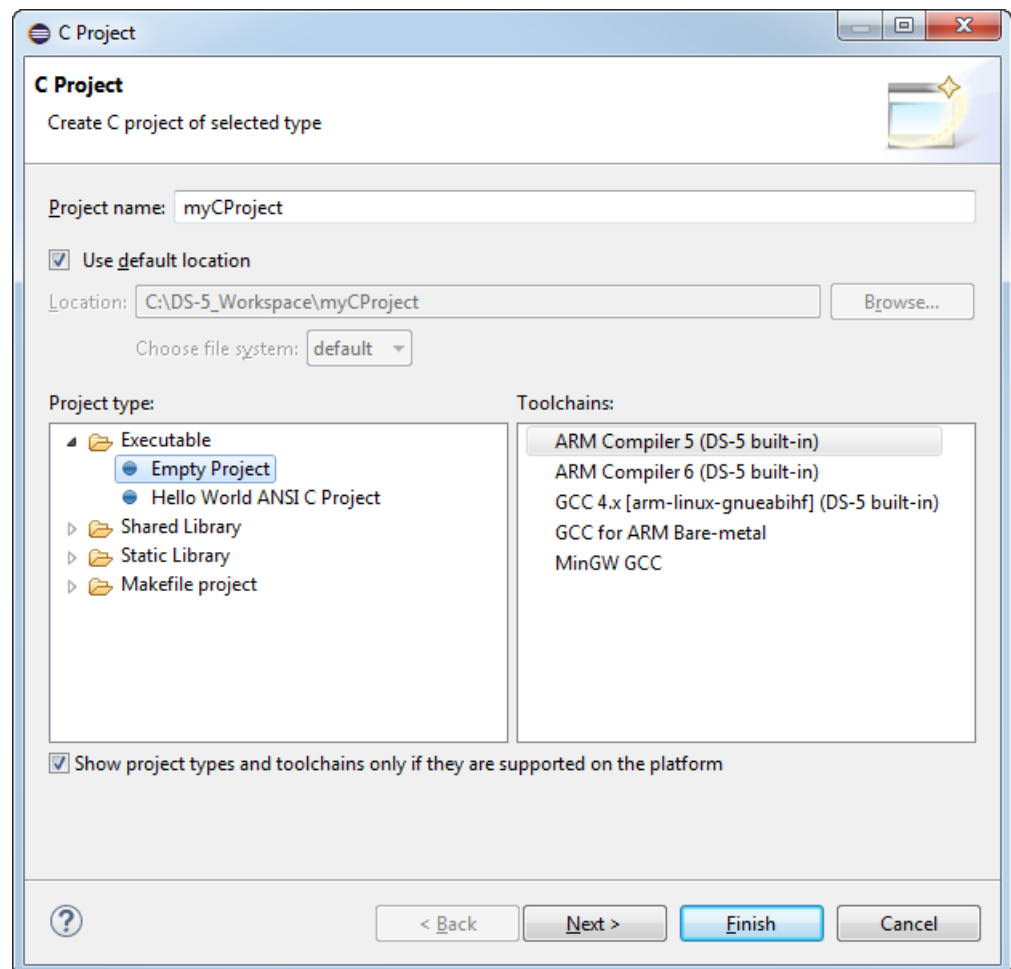 C Project
C Project
Create C project of selected type
Project name: myCProject
Use default location
Location: C:\DS-5_Workspace\myCProject Browse...
Choose file system: default
Project type: Toolchains:
Executable ARM Compiler 5 (DS-5 built-in)
Empty Project ARM Compiler 6 (DS-5 built-in)
Hello World ANSI C Project GCC 4.x [arm-linux-gnueabihf] (DS-5 built-in)
Shared Library GCC for ARM Bare-metal
Static Library MinGW GCC
Makefile project
Show project types and toolchains only if they are supported on the platform
? < Back Next > Finish Cancel